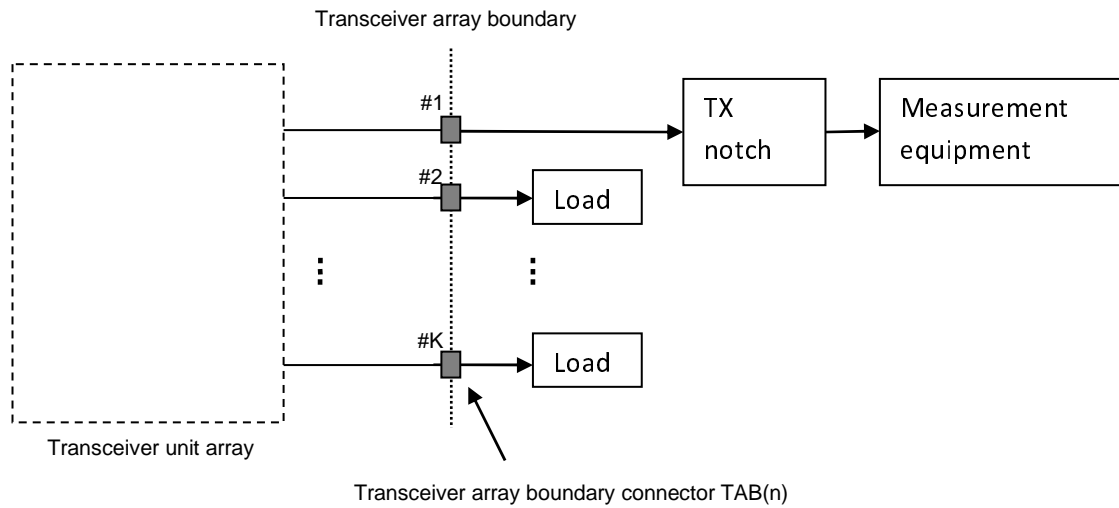 Transceiver array boundary
#1
TX
notch
Measurement
equipment
#2
Load
#K
Load
Transceiver unit array
Transceiver array boundary connector TAB(n)